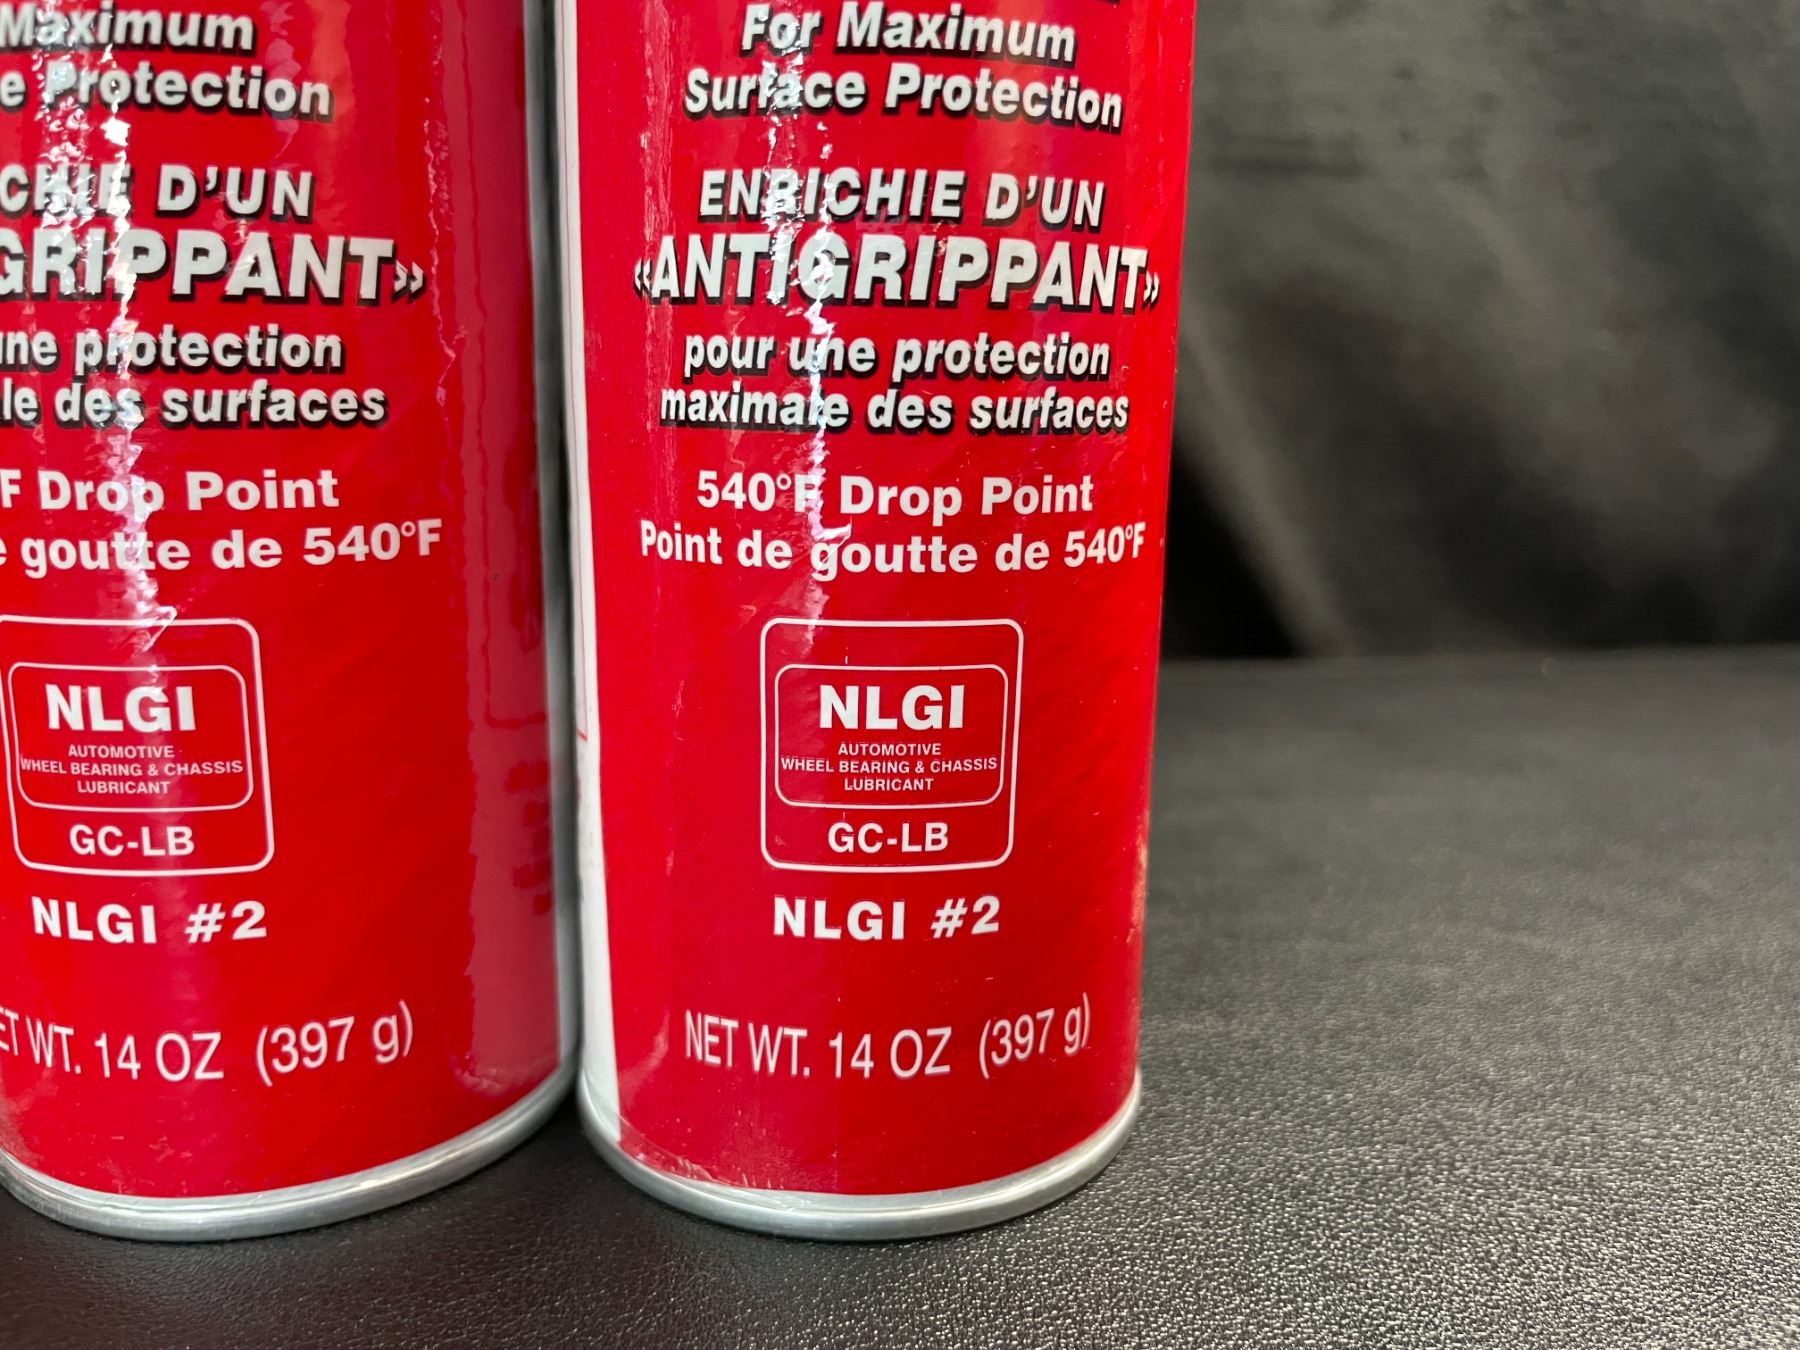 Maximum
e Protection
CHIE D'UN
GRIPPANT»
une protection
le des surfaces
F Drop Point
e goutte de 540°F
NLGI
AUTOMOTIVE
WHEEL BEARING & CHASSIS
LUBRICANT
GC-LB
NLGI #2
ET WT. 14 OZ (397 g)
For Maximum
Surface Protection
ENRICHIE D'UN
«ANTIGRIPPANT»
pour une protection
maximale des surfaces
540°F Drop Point
Point de goutte de 540°F
NLGI
AUTOMOTIVE
WHEEL BEARING & CHASSIS
LUBRICANT
GC-LB
NLGI #2
NET WT. 14 OZ (397 g)